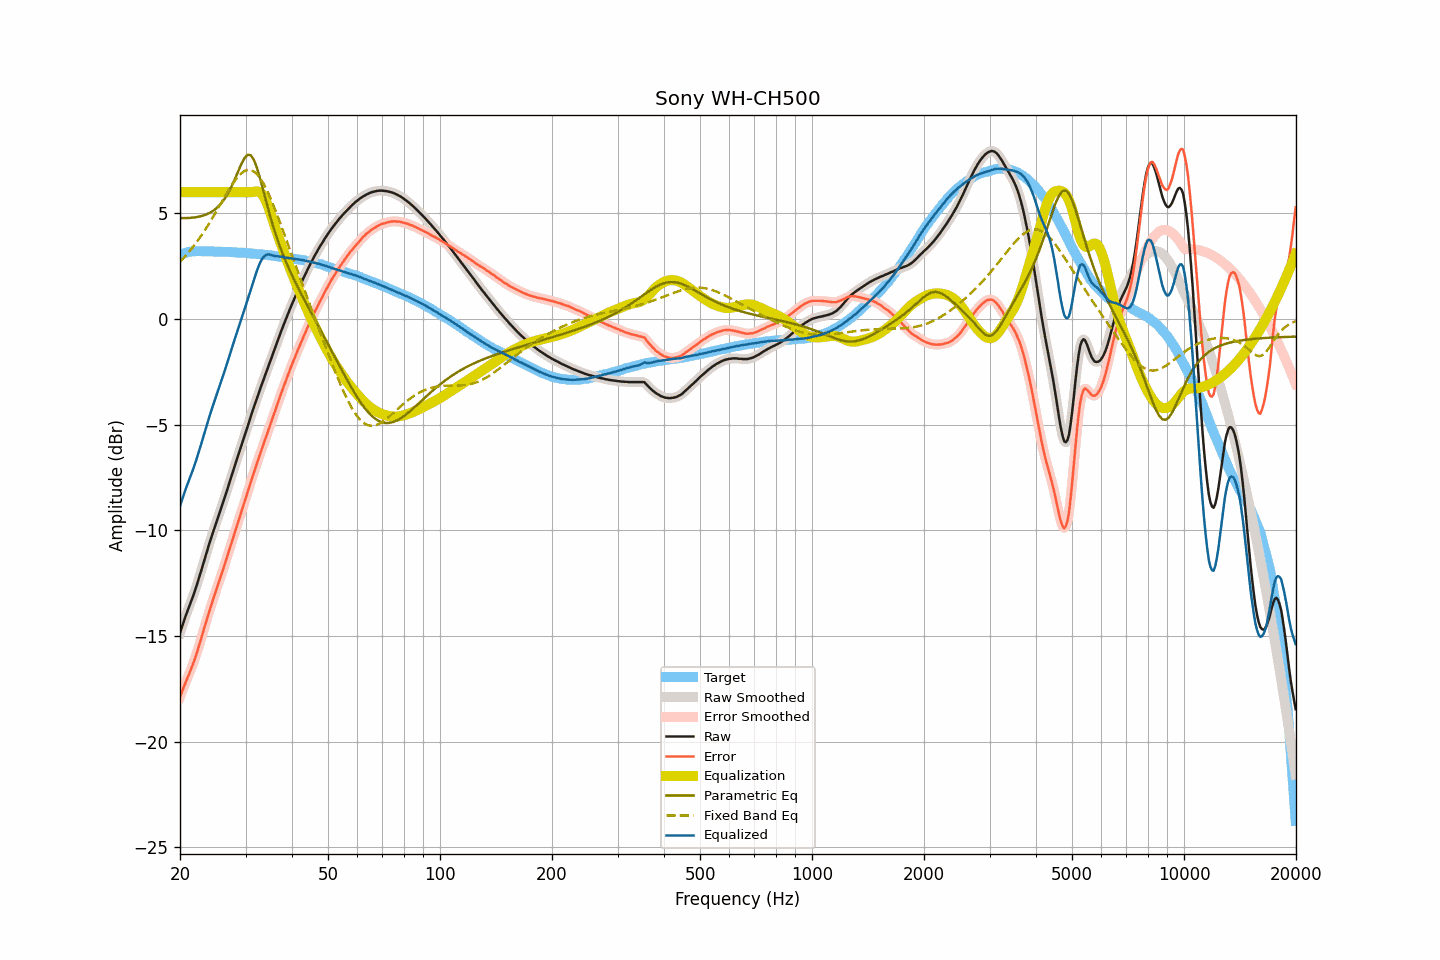 Sony WH-CH500
Amplitude (dBr)
5
0
−5
−10
−15
−20
−25
Target
Raw Smoothed
Error Smoothed
Raw
Error
Equalization
Parametric Eq
Fixed Band Eq
Equalized
20 50 100 200 500 1000 2000 5000 10000 20000
Frequency (Hz)